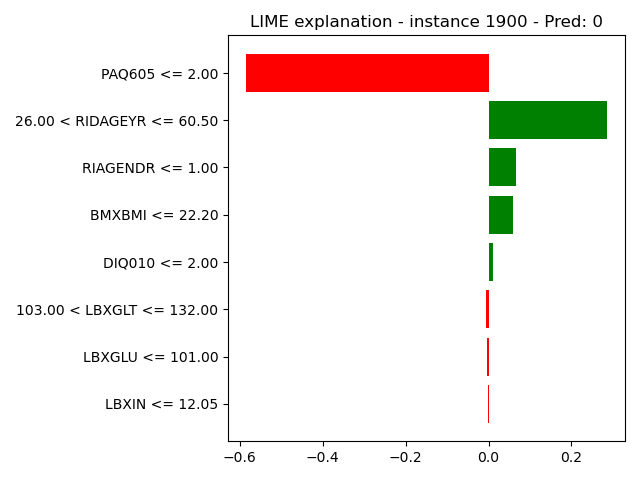 LIME explanation - instance 1900 - Pred: 0
PAQ605 <= 2.00
26.00 < RIDAGEYR <= 60.50
RIAGENDR <= 1.00
BMXBMI <= 22.20
DIQ010 <= 2.00
103.00 < LBXGLT <= 132.00
LBXGLU <= 101.00
LBXIN <= 12.05
−0.6 −0.4 −0.2 0.0 0.2